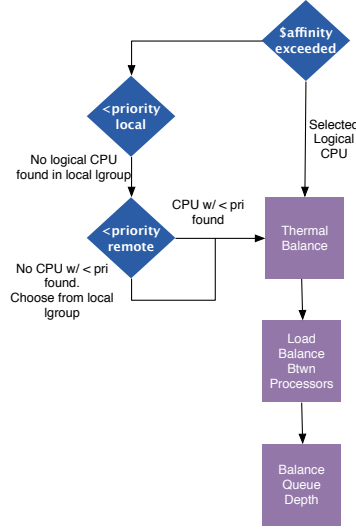 $affinity
exceeded
<priority
local
Selected
Logical
CPU
No logical CPU
found in local lgroup
CPU w/ < pri
found
<priority
remote
Thermal
Balance
No CPU w/ < pri
found.
Choose from local
lgroup
Load
Balance
Btwn
Processors
Balance
Queue
Depth